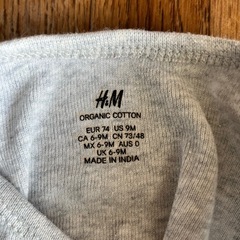 H&M
ORGANIC COTTON
EUR 74 | US 9M
CA 6-9M | CN 73/48
MX 6-9M | AUS 0
UK 6-9M
MADE IN INDIA